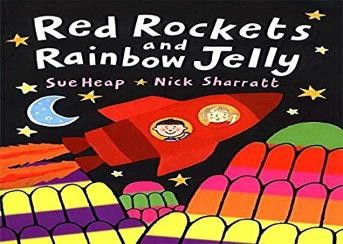 Red Rockets
and
Rainbow Jelly
Sue Heap ★ Nick Sharratt